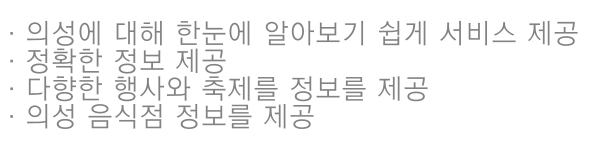 · 의성에 대해 한눈에 알아보기 쉽게 서비스 제공
· 정확한 정보 제공
· 다향한 행사와 축제를 정보를 제공
· 의성 음식점 정보를 제공